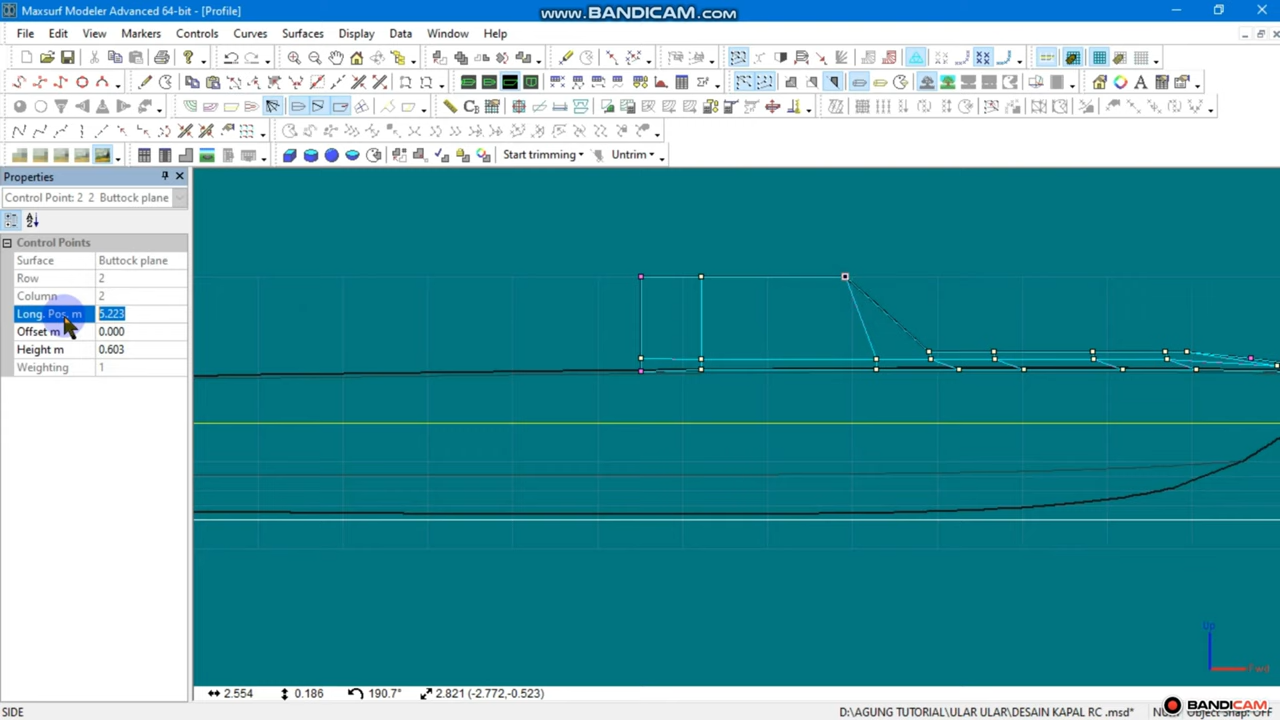 Maxsurf Modeler Advanced 64-bit - [Profile]
www.BANDICAM.com
File Edit View Markers Controls Curves Surfaces Display Data Window Help
Start trimming Untrim
Properties
Control Point: 2 2 Buttock plane
Control Points
Surface Buttock plane
Row 2
Column 2
Long. Pos. m 5.223
Offset m 0.000
Height m 0.603
Weighting 1
Up
Fwd
2.554 0.186 190.7° 2.821 (-2.772,-0.523)
SIDE D:\AGUNG TUTORIAL\ULAR ULAR\DESAIN KAPAL RC .msd*
BANDICAM